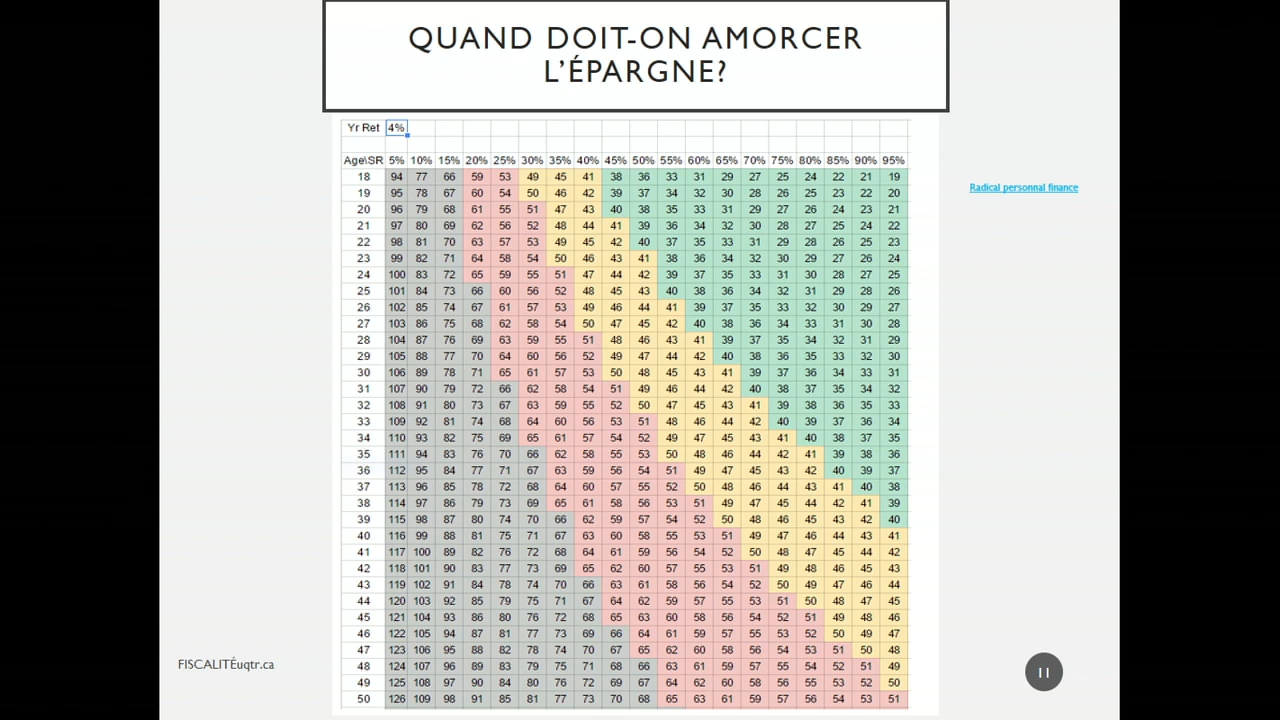 QUAND DOIT-ON AMORCER
L'ÉPARGNE?
Yr Ret 4%
Age\SR 5% 10% 15% 20% 25% 30% 35% 40% 45% 50% 55% 60% 65% 70% 75% 80% 85% 90% 95%
18 94 77 66 59 53 49 45 41 38 36 33 31 29 27 25 24 22 21 19
19 95 78 67 60 54 50 46 42 39 37 34 32 30 28 26 25 23 22 20
Radical personnal finance
20 96 79 68 61 55 51 47 43 40 38 35 33 31 29 27 26 24 23 21
21 97 80 69 62 56 52 48 44 41 39 36 34 32 30 28 27 25 24 22
22 98 81 70 63 57 53 49 45 42 40 37 35 33 31 29 28 26 25 23
23 99 82 71 64 58 54 50 46 43 41 38 36 34 32 30 29 27 26 24
24 100 83 72 65 59 55 51 47 44 42 39 37 35 33 31 30 28 27 25
25 101 84 73 66 60 56 52 48 45 43 40 38 36 34 32 31 29 28 26
26 102 85 74 67 61 57 53 49 46 44 41 39 37 35 33 32 30 29 27
27 103 86 75 68 62 58 54 50 47 45 42 40 38 36 34 33 31 30 28
28 104 87 76 69 63 59 55 51 48 46 43 41 39 37 35 34 32 31 29
29 105 88 77 70 64 60 56 52 49 47 44 42 40 38 36 35 33 32 30
30 106 89 78 71 65 61 57 53 50 48 45 43 41 39 37 36 34 33 31
31 107 90 79 72 66 62 58 54 51 49 46 44 42 40 38 37 35 34 32
32 108 91 80 73 67 63 59 55 52 50 47 45 43 41 39 38 36 35 33
33 109 92 81 74 68 64 60 56 53 51 48 46 44 42 40 39 37 36 34
34 110 93 82 75 69 65 61 57 54 52 49 47 45 43 41 40 38 37 35
35 111 94 83 76 70 66 62 58 55 53 50 48 46 44 42 41 39 38 36
36 112 95 84 77 71 67 63 59 56 54 51 49 47 45 43 42 40 39 37
37 113 96 85 78 72 68 64 60 57 55 52 50 48 46 44 43 41 40 38
38 114 97 86 79 73 69 65 61 58 56 53 51 49 47 45 44 42 41 39
39 115 98 87 80 74 70 66 62 59 57 54 52 50 48 46 45 43 42 40
40 116 99 88 81 75 71 67 63 60 58 55 53 51 49 47 46 44 43 41
41 117 100 89 82 76 72 68 64 61 59 56 54 52 50 48 47 45 44 42
42 118 101 90 83 77 73 69 65 62 60 57 55 53 51 49 48 46 45 43
43 119 102 91 84 78 74 70 66 63 61 58 56 54 52 50 49 47 46 44
44 120 103 92 85 79 75 71 67 64 62 59 57 55 53 51 50 48 47 45
45 121 104 93 86 80 76 72 68 65 63 60 58 56 54 52 51 49 48 46
46 122 105 94 87 81 77 73 69 66 64 61 59 57 55 53 52 50 49 47
47 123 106 95 88 82 78 74 70 67 65 62 60 58 56 54 53 51 50 48
48 124 107 96 89 83 79 75 71 68 66 63 61 59 57 55 54 52 51 49
49 125 108 97 90 84 80 76 72 69 67 64 62 60 58 56 55 53 52 50
50 126 109 98 91 85 81 77 73 70 68 65 63 61 59 57 56 54 53 51
FISCALITÉuqtr.ca
11